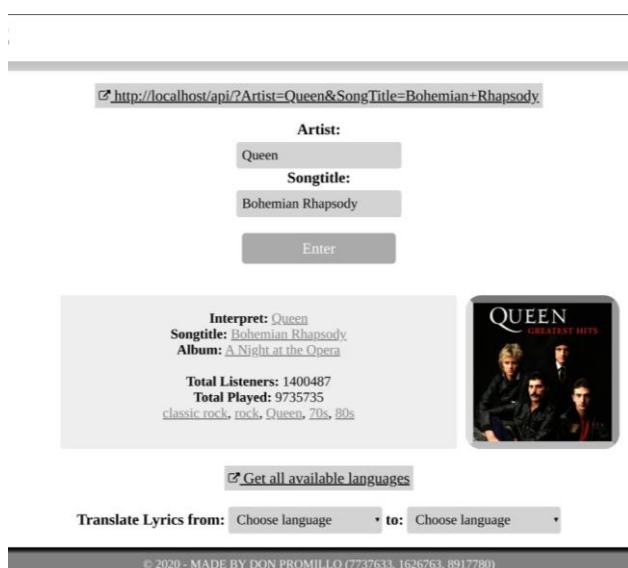 http://localhost/api/?Artist=Queen&SongTitle=Bohemian+Rhapsody
Artist:
Queen
Songtitle:
Bohemian Rhapsody
Enter
Interpret: Queen
Songtitle: Bohemian Rhapsody
Album: A Night at the Opera
Total Listeners: 1400487
Total Played: 9735735
classic rock, rock, Queen, 70s, 80s
QUEEN
GREATEST HITS
Get all available languages
Translate Lyrics from: Choose language to: Choose language
© 2020 - MADE BY DON PROMILLO (7737633, 1626763, 8917780)